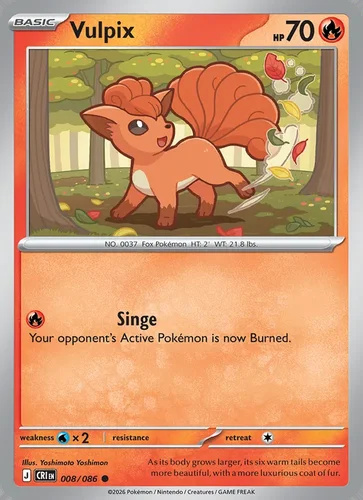 BASIC
Vulpix
HP 70
NO. 0037 Fox Pokémon HT: 2' WT: 21.8 lbs.
Singe
Your opponent's Active Pokémon is now Burned.
weakness ×2 resistance retreat
Illus. Yoshimoto Yoshimon
J CRI EN 008/086
As its body grows larger, its six warm tails become
more beautiful, with a more luxurious coat of fur.
©2026 Pokémon / Nintendo / Creatures / GAME FREAK